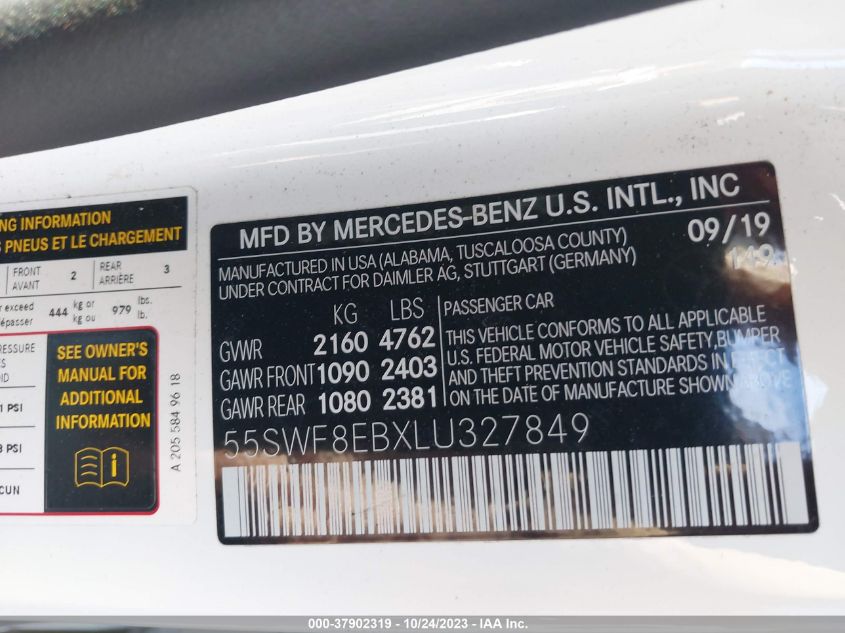 NG INFORMATION
PNEUS ET LE CHARGEMENT
FRONT 2 REAR 3
AVANT ARRIÈRE
exceed 444 kg or 979 lbs.
kg ou lb.
SEE OWNER'S
MANUAL FOR
ADDITIONAL
INFORMATION
PSI
PSI
A 205 584 96 18
MFD BY MERCEDES-BENZ U.S. INTL., INC
09/19
MANUFACTURED IN USA (ALABAMA, TUSCALOOSA COUNTY)
149
UNDER CONTRACT FOR DAIMLER AG, STUTTGART (GERMANY)
KG LBS
GVWR 2160 4762
GAWR FRONT 1090 2403
GAWR REAR 1080 2381
PASSENGER CAR
THIS VEHICLE CONFORMS TO ALL APPLICABLE
U.S. FEDERAL MOTOR VEHICLE SAFETY, BUMPER
AND THEFT PREVENTION STANDARDS IN EFFECT
ON THE DATE OF MANUFACTURE SHOWN ABOVE
55SWF8EBXLU327849
000-37902319 - 10/24/2023 - IAA Inc.